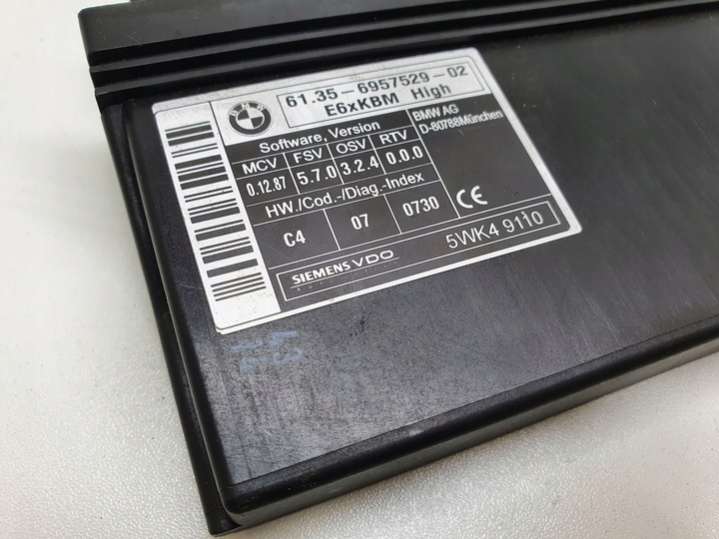 BMW
61.35-6957529-02
E6xKBM High
Software, Version
BMW AG
D-80788München
MCV FSV OSV RTV
0.12.87 5.7.0 3.2.4 0.0.0
HW./Cod.-/Diag.-Index
C4 07 0730 CE
SIEMENS VDO 5WK4 9110